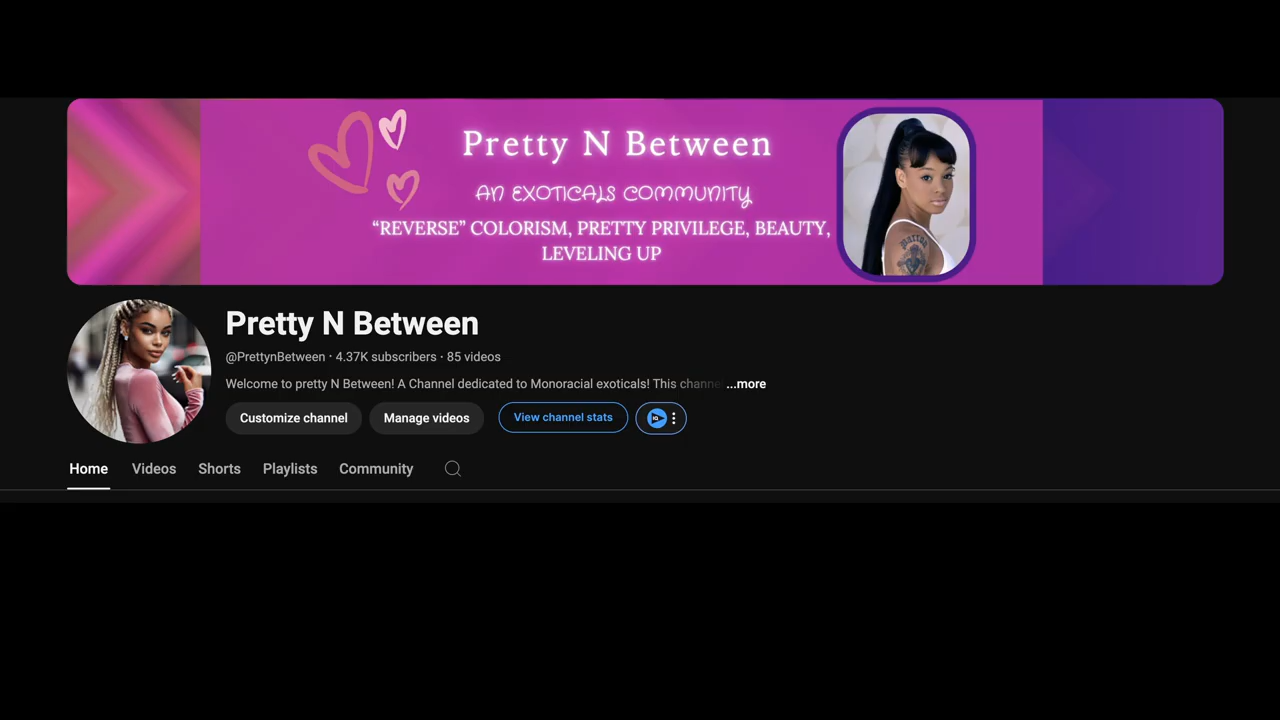 Pretty N Between
AN EXOTICALS COMMUNITY
“REVERSE” COLORISM, PRETTY PRIVILEGE, BEAUTY,
LEVELING UP
Pretty N Between
@PrettynBetween · 4.37K subscribers · 85 videos
Welcome to pretty N Between! A Channel dedicated to Monoracial exoticals! This channe ...more
Customize channel Manage videos View channel stats IQ
Home Videos Shorts Playlists Community